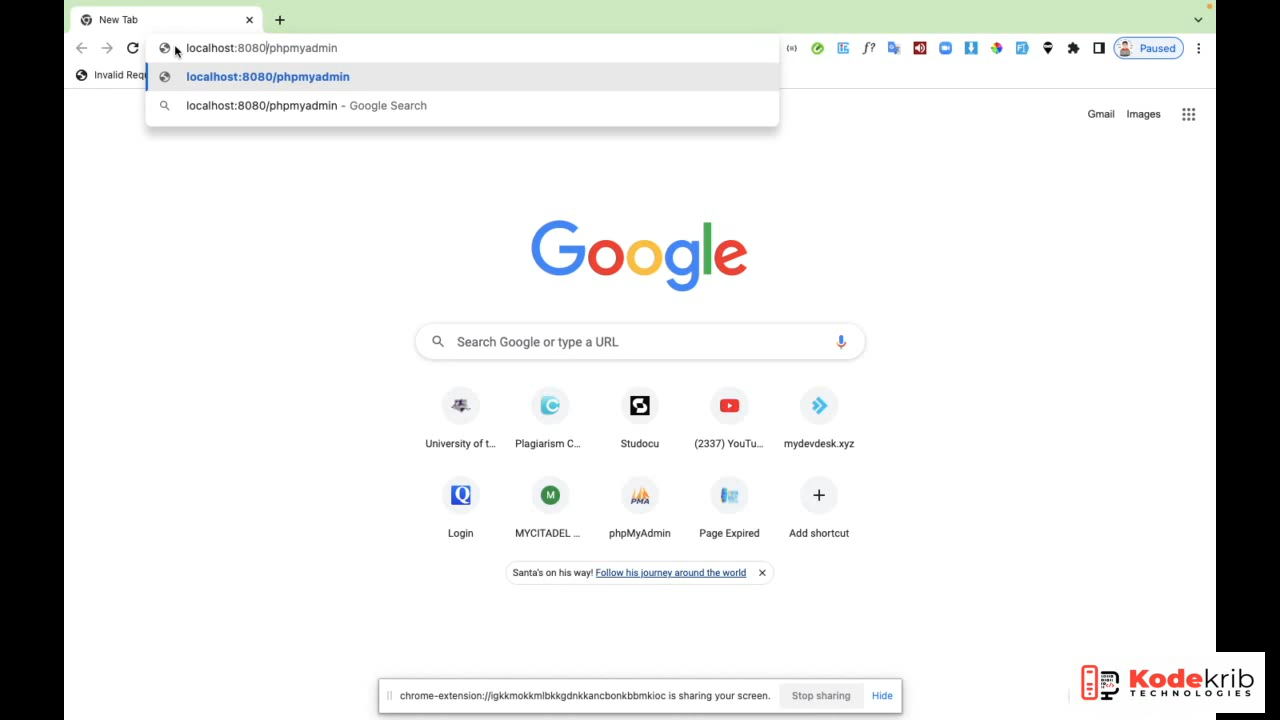 New Tab
localhost:8080/phpmyadmin
f?
Paused
Invalid Requ
localhost:8080/phpmyadmin
localhost:8080/phpmyadmin - Google Search
Gmail Images
Google
Search Google or type a URL
University of t... Plagiarism C... Studocu (2337) YouTu... mydevdesk.xyz
Q M PMA
Login MYCITADEL ... phpMyAdmin Page Expired Add shortcut
Santa's on his way! Follow his journey around the world
chrome-extension://igkkmokkmlbkkgdnkkancbonkbbmkioc is sharing your screen. Stop sharing Hide
Kodekrib
TECHNOLOGIES